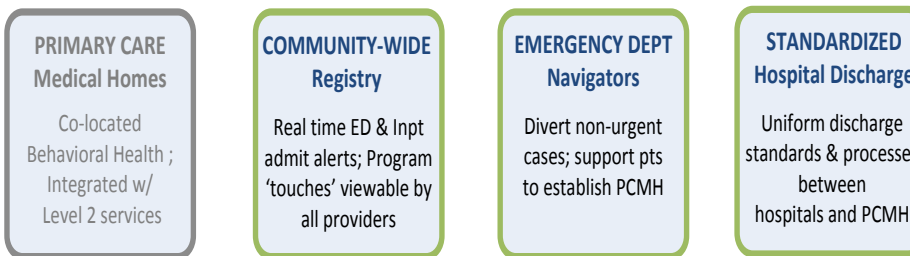 PRIMARY CARE
Medical Homes
Co-located
Behavioral Health ;
Integrated w/
Level 2 services
COMMUNITY-WIDE
Registry
Real time ED & Inpt
admit alerts; Program
‘touches’ viewable by
all providers
EMERGENCY DEPT
Navigators
Divert non-urgent
cases; support pts
to establish PCMH
STANDARDIZED
Hospital Discharge
Uniform discharge
standards & processe
between
hospitals and PCMH